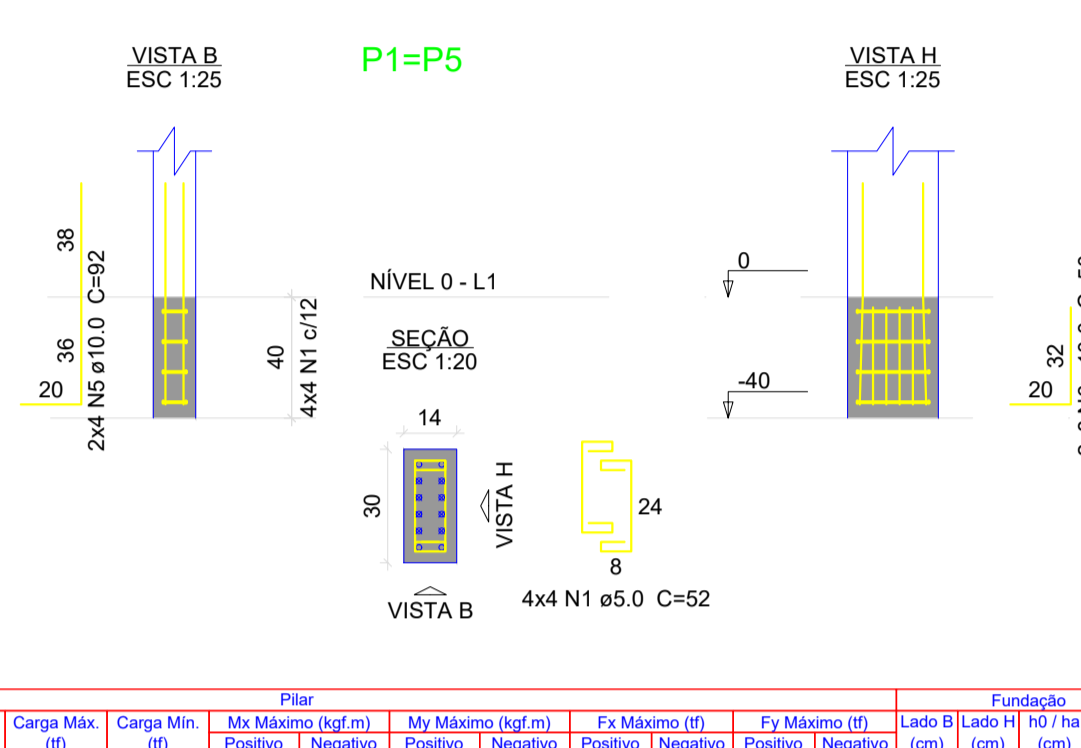 VISTA B
ESC 1:25
P1=P5
VISTA H
ESC 1:25
38
36
20
2x4 N5 ø10.0 C=92
40
4x4 N1 c/12
NÍVEL 0 - L1
SEÇÃO
ESC 1:20
0
-40
32
20
14
30
VISTA H
24
8
VISTA B
4x4 N1 ø5.0 C=52
Pilar
Fundação
Carga Máx.
(tf)
Carga Mín.
(tf)
Mx Máximo (kgf.m)
My Máximo (kgf.m)
Fx Máximo (tf)
Fy Máximo (tf)
Lado B
(cm)
Lado H
(cm)
h0 / ha
(cm)
Positivo
Negativo
Positivo
Negativo
Positivo
Negativo
Positivo
Negativo